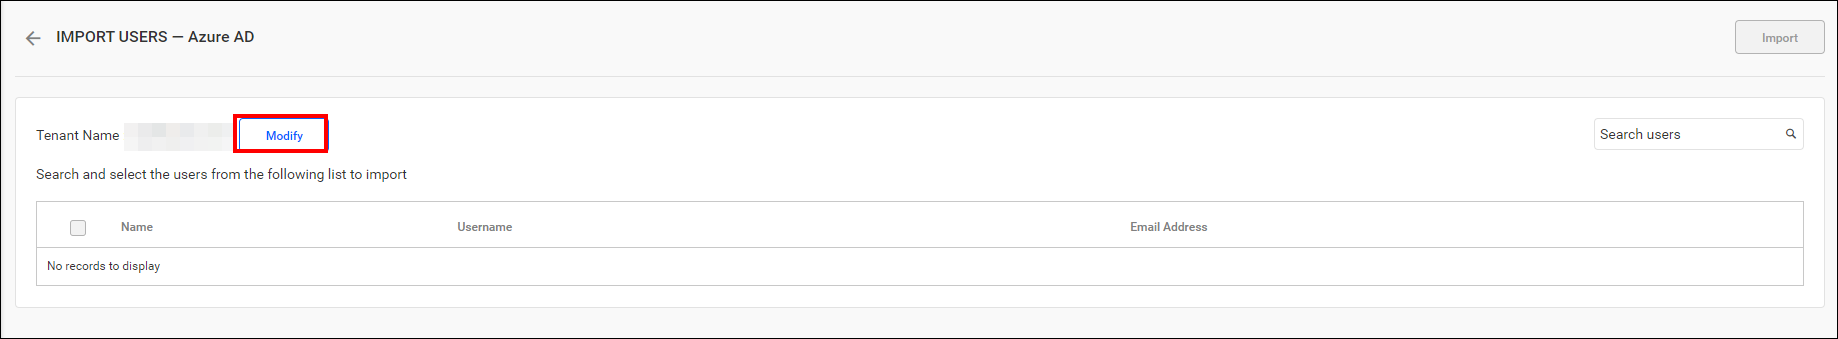 IMPORT USERS — Azure AD
Import
Tenant Name
Modify
Search users
Search and select the users from the following list to import
Name Username Email Address
No records to display